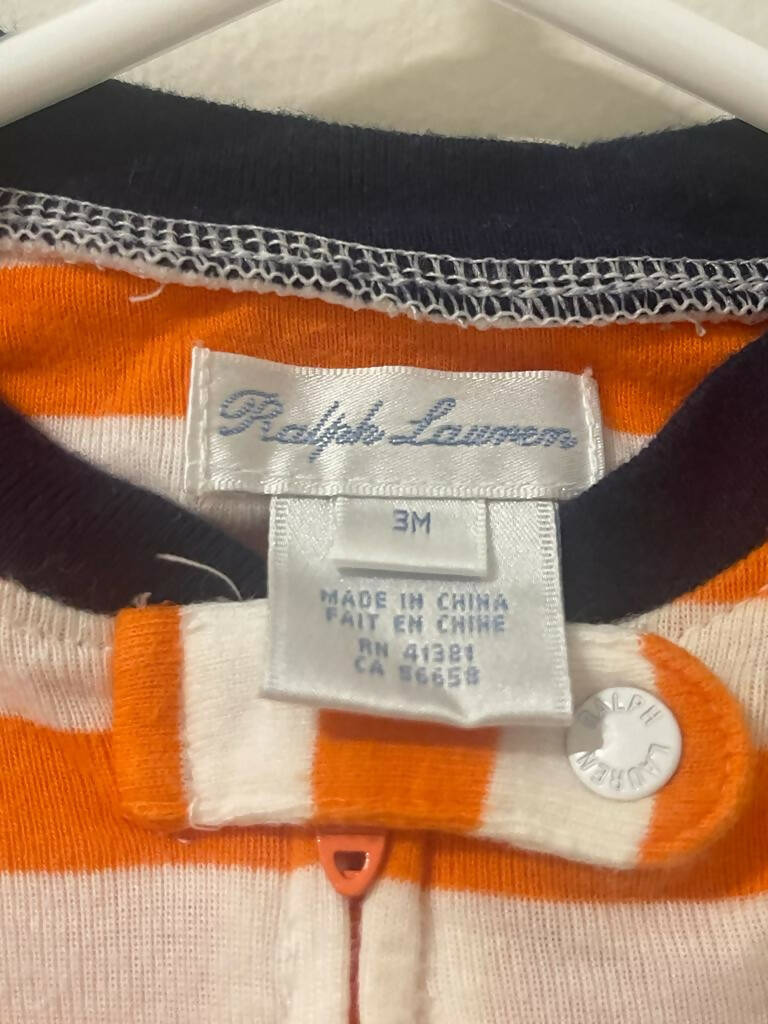 Ralph Lauren
3M
MADE IN CHINA
FAIT EN CHINE
RN 41381
CA 56658
RALPH LAUREN